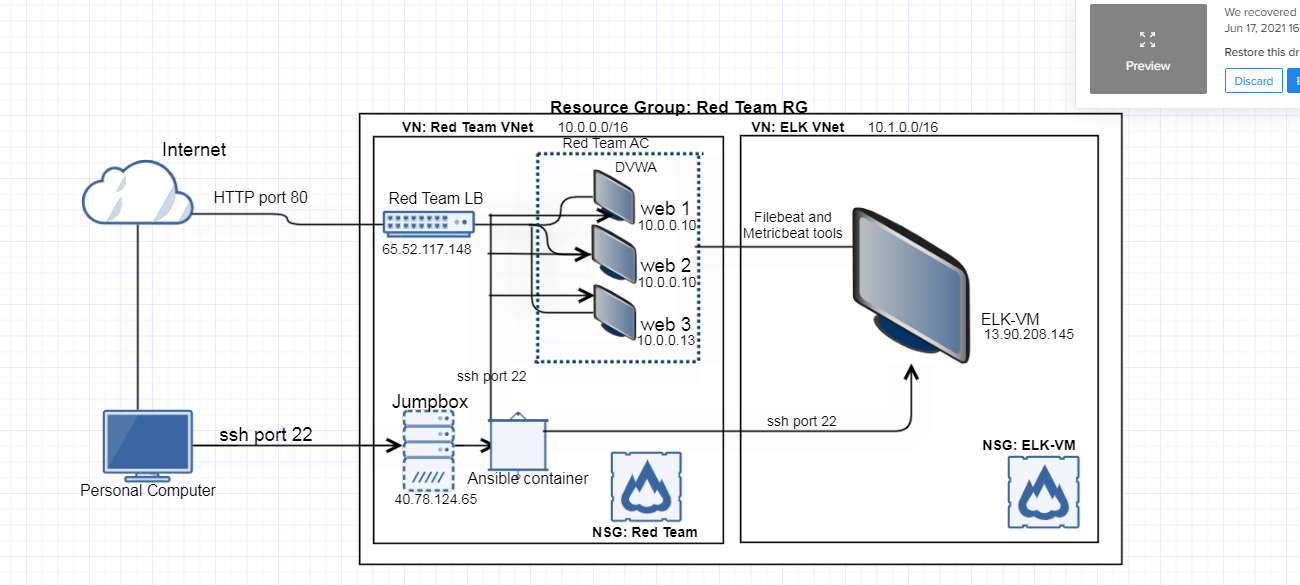 We recovered
Jun 17, 2021 16
Restore this dr
Preview
Discard
Resource Group: Red Team RG
VN: Red Team VNet 10.0.0.0/16
VN: ELK VNet 10.1.0.0/16
Red Team AC
Internet
DVWA
HTTP port 80
Red Team LB
65.52.117.148
web 1
10.0.0.10
web 2
10.0.0.10
web 3
10.0.0.13
Filebeat and
Metricbeat tools
ELK-VM
13.90.208.145
ssh port 22
Jumpbox
ssh port 22
ssh port 22
Personal Computer
40.78.124.65
Ansible container
NSG: Red Team
NSG: ELK-VM